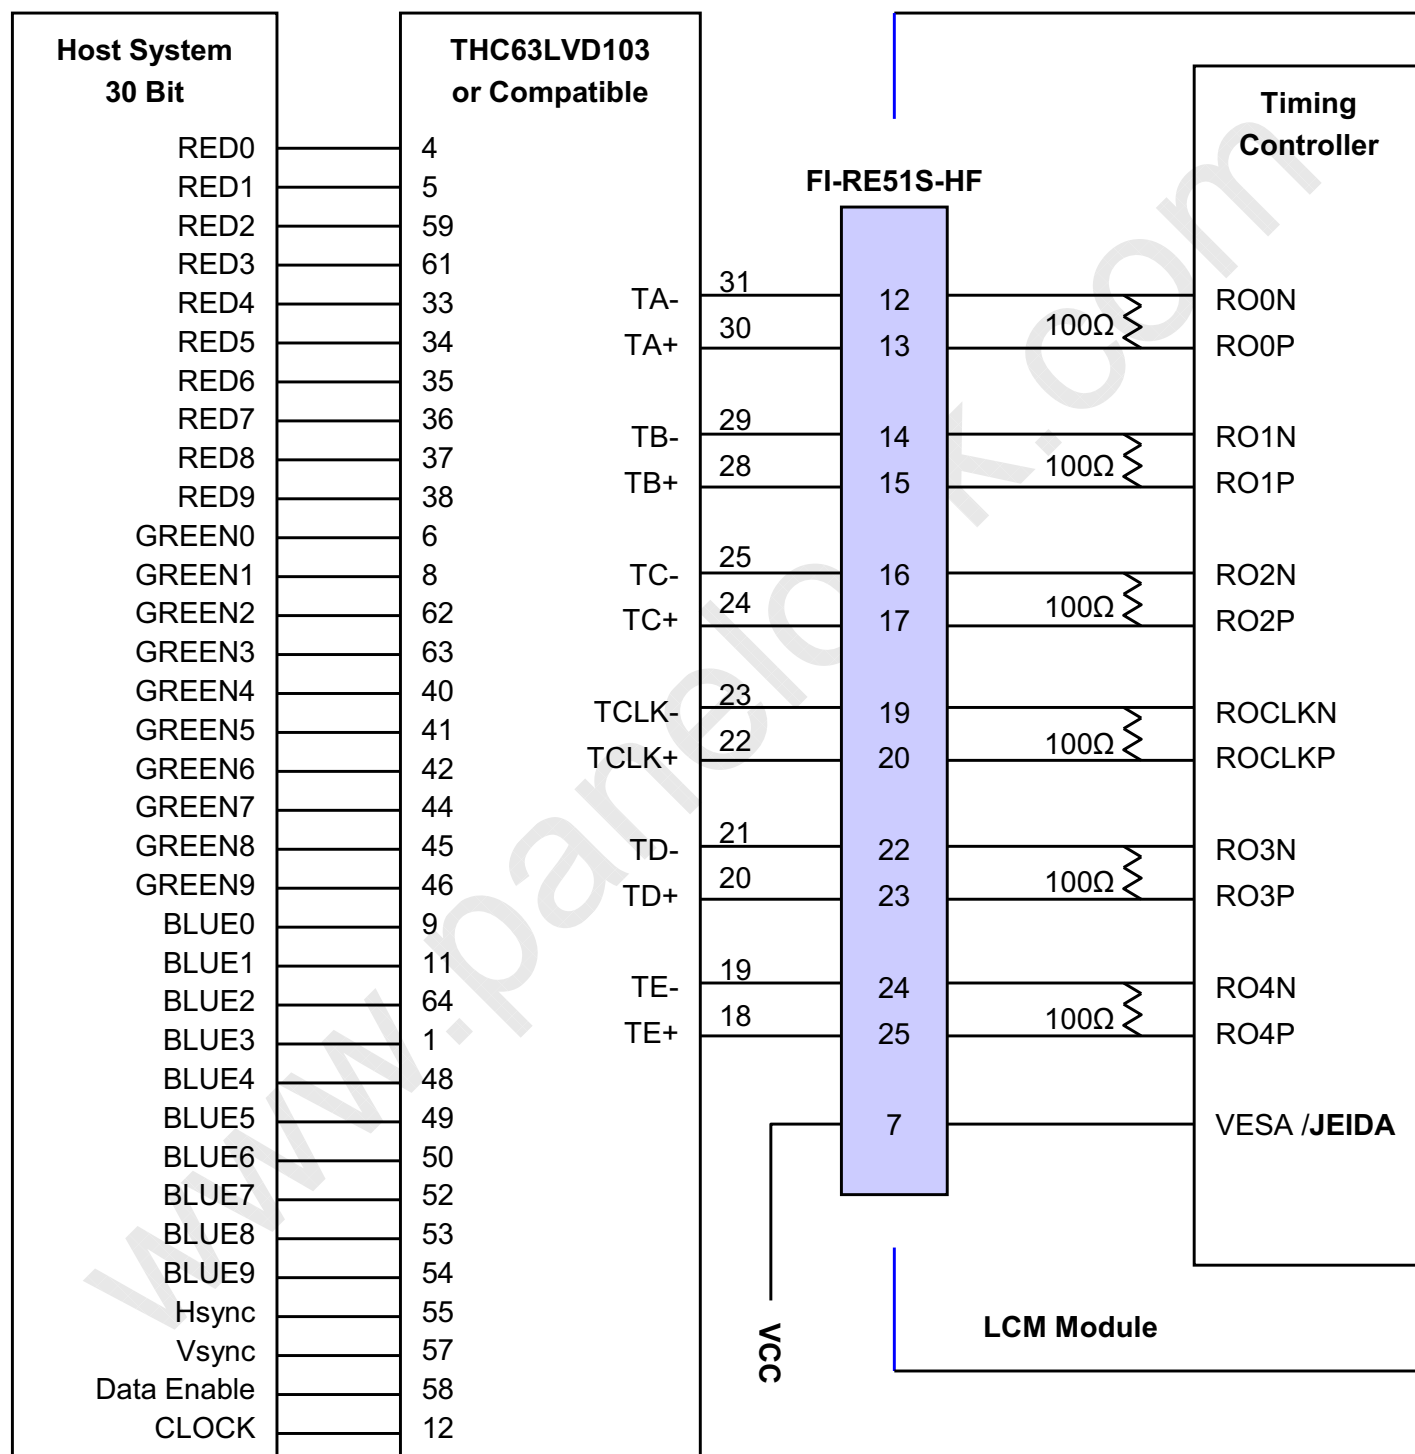 Host System
30 Bit
RED0
RED1
RED2
RED3
RED4
RED5
RED6
RED7
RED8
RED9
GREEN0
GREEN1
GREEN2
GREEN3
GREEN4
GREEN5
GREEN6
GREEN7
GREEN8
GREEN9
BLUE0
BLUE1
BLUE2
BLUE3
BLUE4
BLUE5
BLUE6
BLUE7
BLUE8
BLUE9
Hsync
Vsync
Data Enable
CLOCK
THC63LVD103
or Compatible
4
5
59
61
33
34
35
36
37
38
6
8
62
63
40
41
42
44
45
46
9
11
64
1
48
49
50
52
53
54
55
57
58
12
TA- 31
TA+ 30
TB- 29
TB+ 28
TC- 25
TC+ 24
TCLK- 23
TCLK+ 22
TD- 21
TD+ 20
TE- 19
TE+ 18
VCC
FI-RE51S-HF
12
13
14
15
16
17
19
20
22
23
24
25
7
100Ω
100Ω
100Ω
100Ω
100Ω
100Ω
Timing
Controller
RO0N
RO0P
RO1N
RO1P
RO2N
RO2P
ROCLKN
ROCLKP
RO3N
RO3P
RO4N
RO4P
VESA /JEIDA
LCM Module